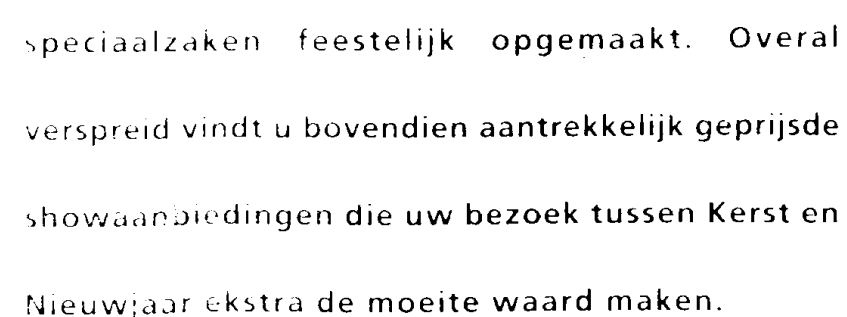 speciaalzaken feestelijk opgemaakt. Overal
verspreid vindt u bovendien aantrekkelijk geprijsde
showaanbiedingen die uw bezoek tussen Kerst en
Nieuwjaar ekstra de moeite waard maken.